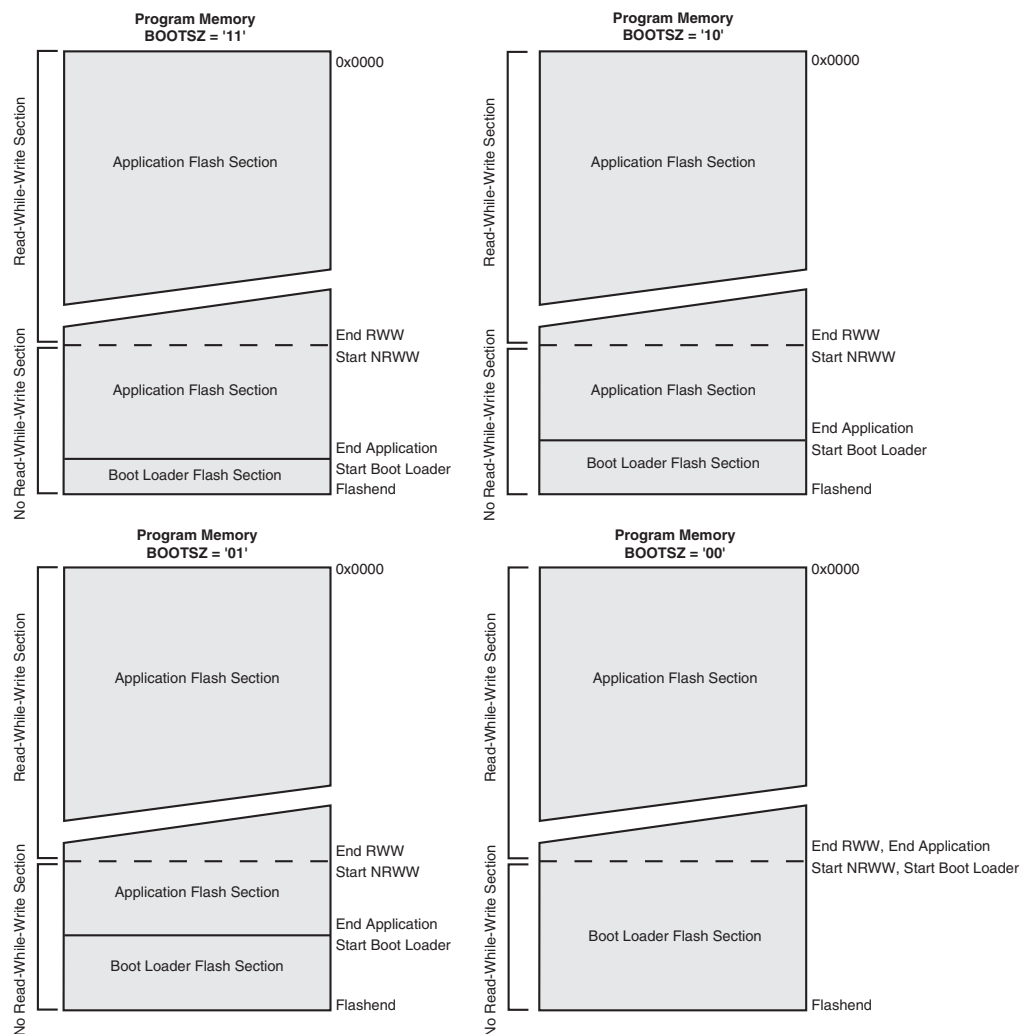 Program Memory
BOOTSZ = '11'
0x0000
Read-While-Write Section
Application Flash Section
End RWW
Start NRWW
No Read-While-Write Section
Application Flash Section
End Application
Start Boot Loader
Boot Loader Flash Section
Flashend
Program Memory
BOOTSZ = '10'
0x0000
Read-While-Write Section
Application Flash Section
End RWW
Start NRWW
No Read-While-Write Section
Application Flash Section
End Application
Start Boot Loader
Boot Loader Flash Section
Flashend
Program Memory
BOOTSZ = '01'
0x0000
Read-While-Write Section
Application Flash Section
End RWW
Start NRWW
No Read-While-Write Section
Application Flash Section
End Application
Start Boot Loader
Boot Loader Flash Section
Flashend
Program Memory
BOOTSZ = '00'
0x0000
Read-While-Write Section
Application Flash Section
End RWW, End Application
Start NRWW, Start Boot Loader
No Read-While-Write Section
Boot Loader Flash Section
Flashend